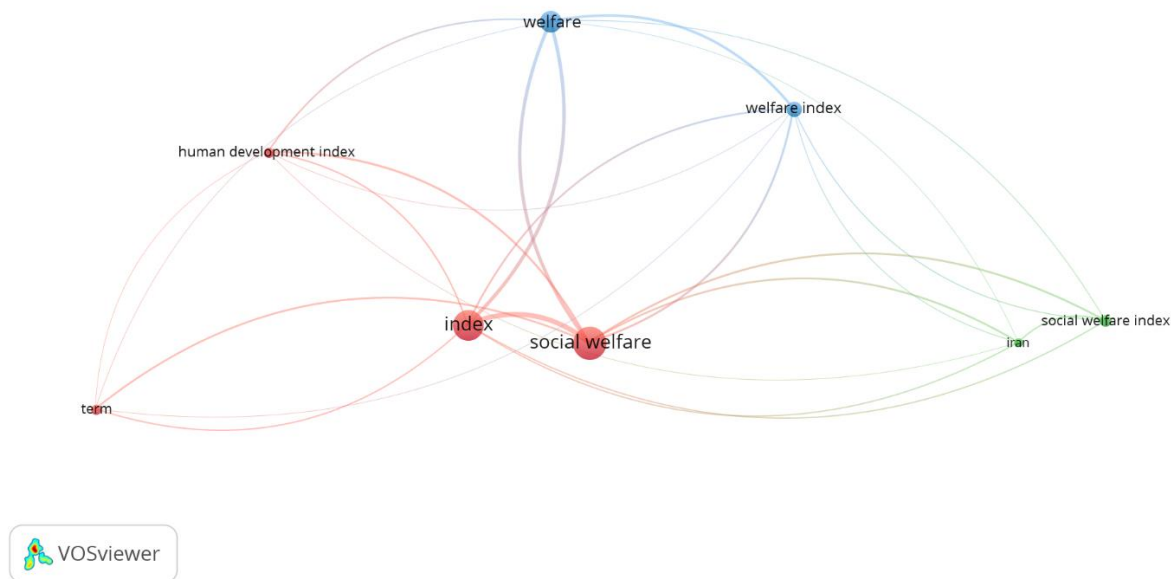 welfare
welfare index
human development index
index
social welfare
social welfare index
iran
term
VOSviewer